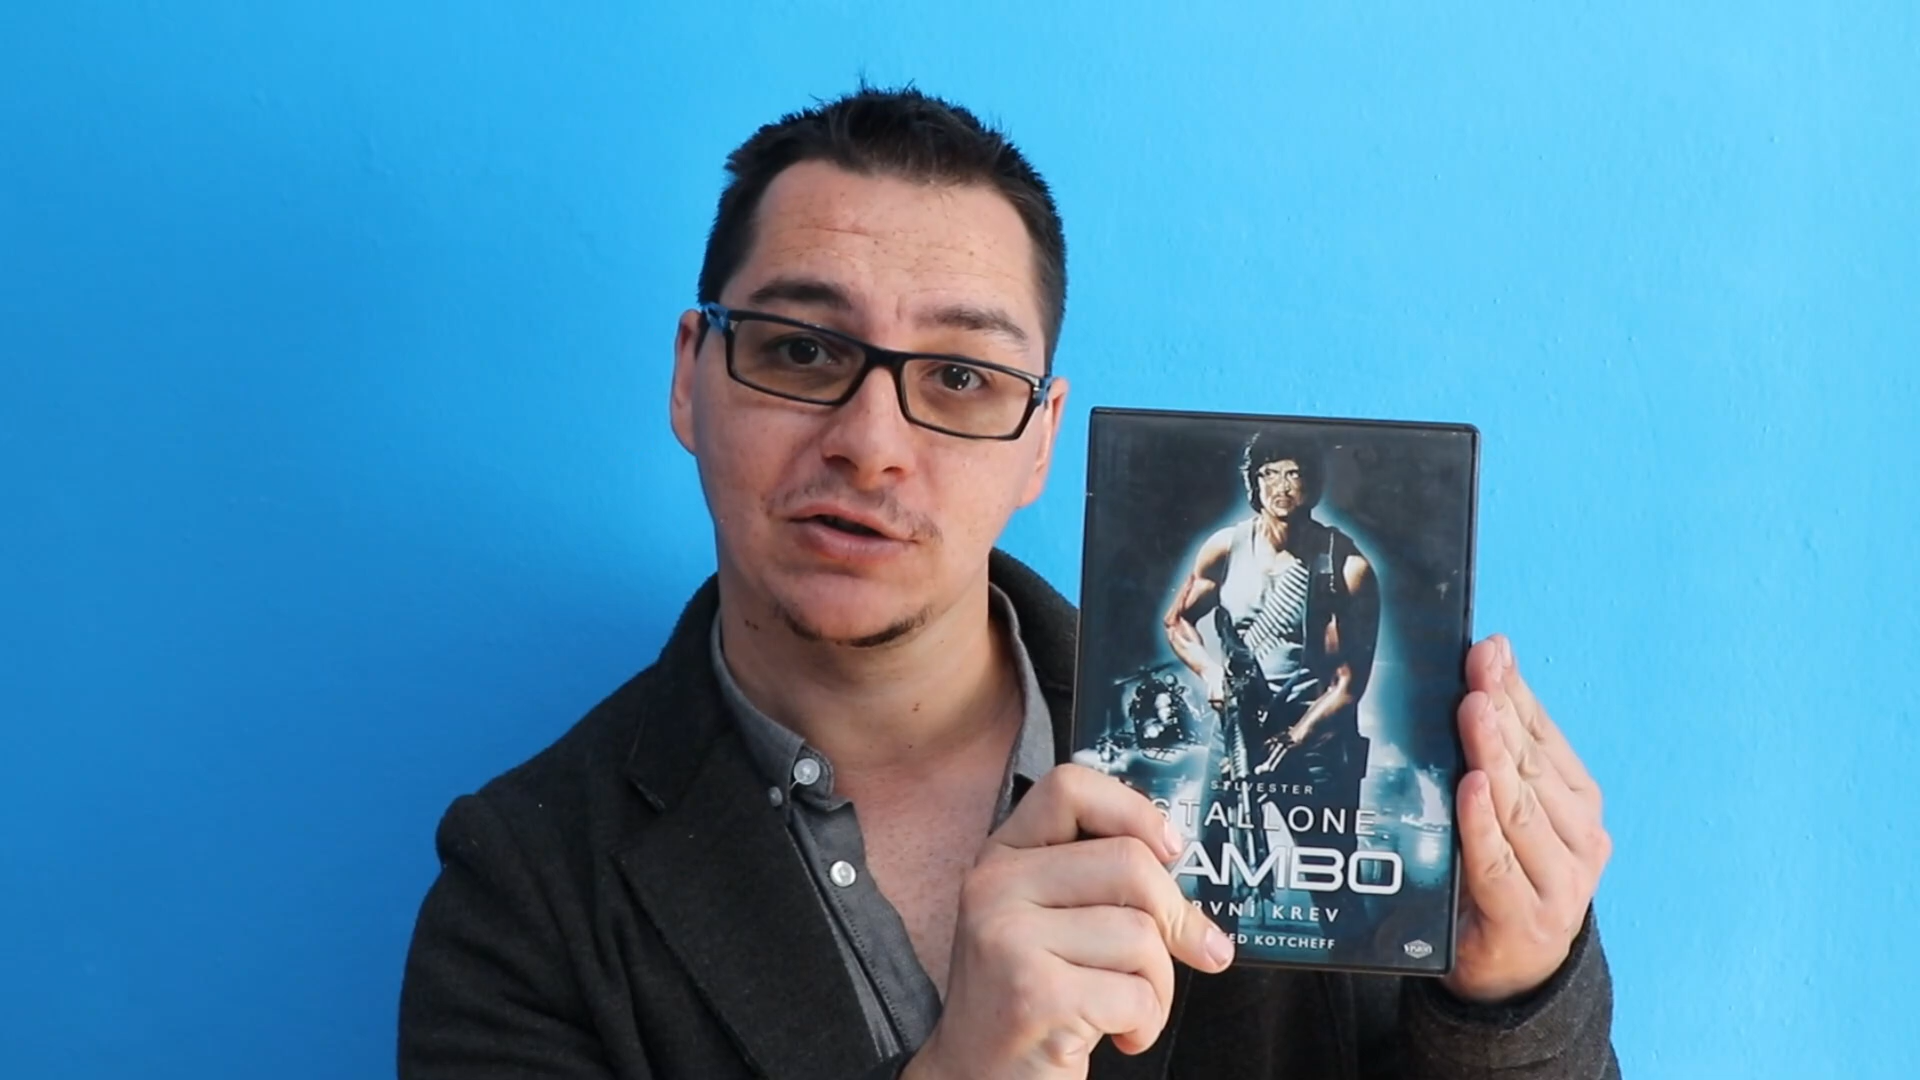 SYLVESTER
STALLONE
AMBO
RVNÍ KREV
ED KOTCHEFF